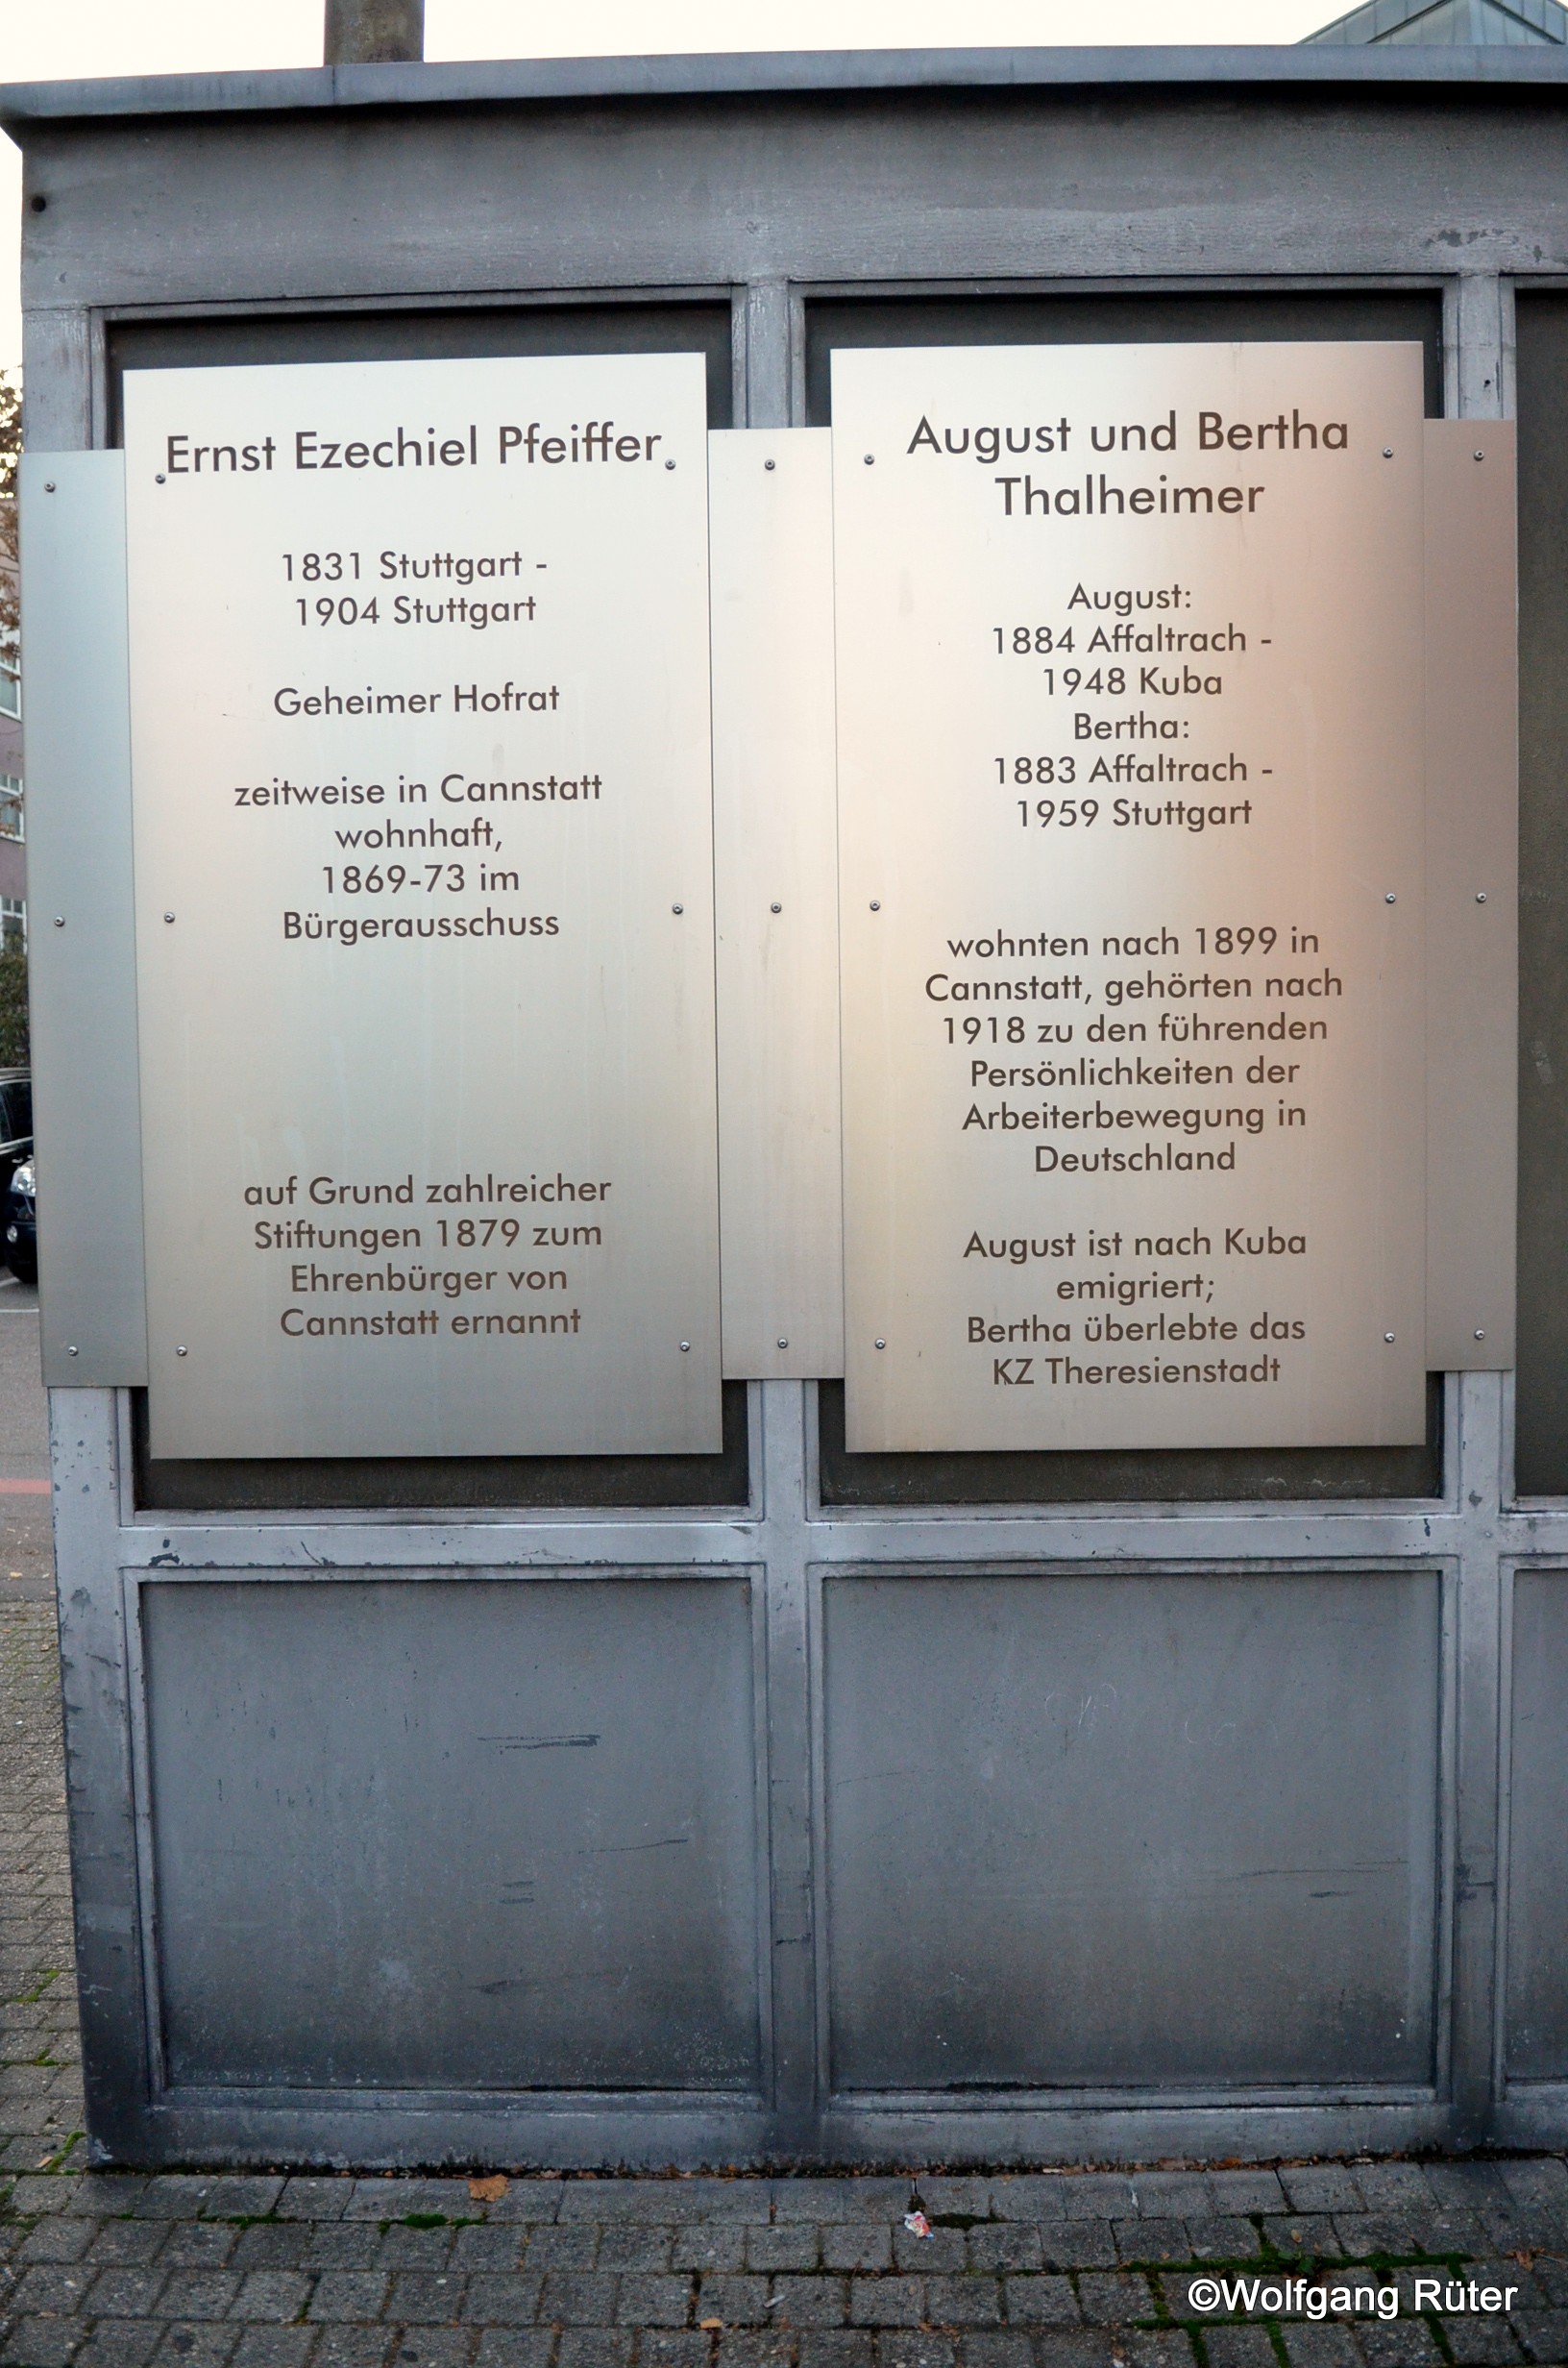 Ernst Ezechiel Pfeiffer
1831 Stuttgart -
1904 Stuttgart
Geheimer Hofrat
zeitweise in Cannstatt
wohnhaft,
1869-73 im
Bürgerausschuss
auf Grund zahlreicher
Stiftungen 1879 zum
Ehrenbürger von
Cannstatt ernannt
August und Bertha
Thalheimer
August:
1884 Affaltrach -
1948 Kuba
Bertha:
1883 Affaltrach -
1959 Stuttgart
wohnten nach 1899 in
Cannstatt, gehörten nach
1918 zu den führenden
Persönlichkeiten der
Arbeiterbewegung in
Deutschland
August ist nach Kuba
emigriert;
Bertha überlebte das
KZ Theresienstadt
©Wolfgang Rüter